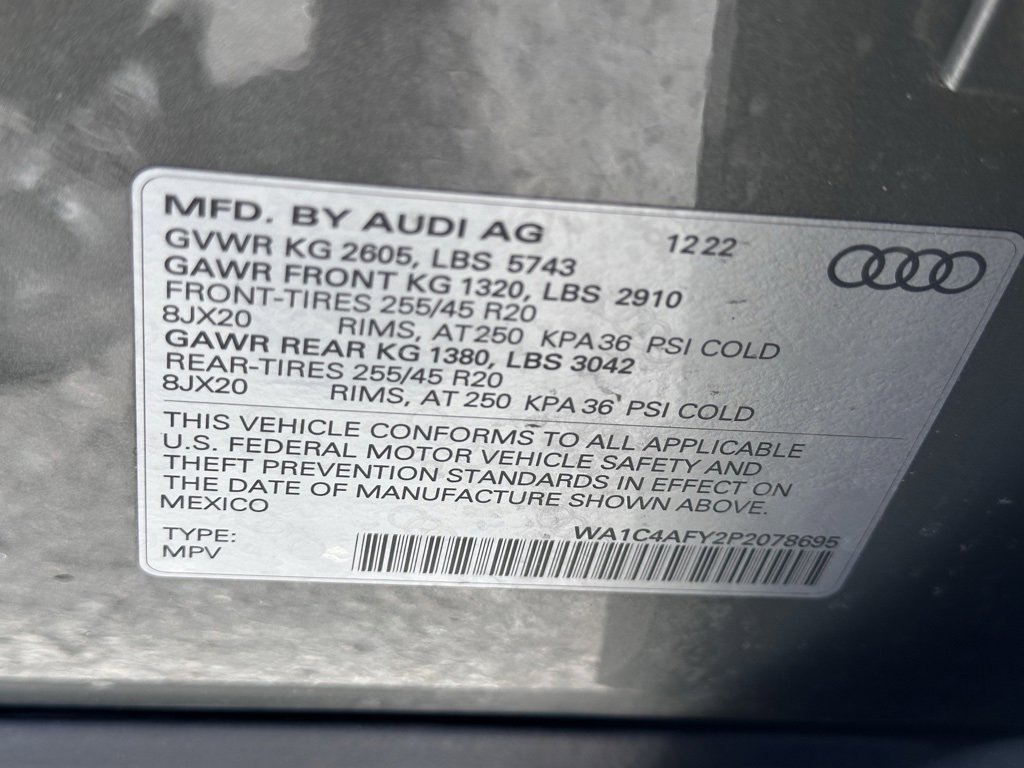 MFD. BY AUDI AG 12 22
GVWR KG 2605, LBS 5743
GAWR FRONT KG 1320, LBS 2910
FRONT-TIRES 255/45 R20
8JX20 RIMS, AT 250 KPA 36 PSI COLD
GAWR REAR KG 1380, LBS 3042
REAR-TIRES 255/45 R20
8JX20 RIMS, AT 250 KPA 36 PSI COLD
THIS VEHICLE CONFORMS TO ALL APPLICABLE
U.S. FEDERAL MOTOR VEHICLE SAFETY AND
THEFT PREVENTION STANDARDS IN EFFECT ON
THE DATE OF MANUFACTURE SHOWN ABOVE.
MEXICO
WA1C4AFY2P2078695
TYPE:
MPV